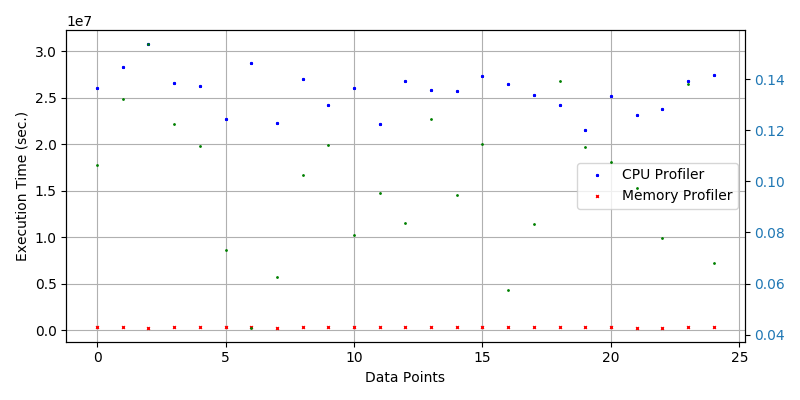 1e7
3.0
2.5
2.0
1.5
1.0
0.5
0.0
Execution Time (sec.)
0.14
0.12
0.10
0.08
0.06
0.04
CPU Profiler
Memory Profiler
0 5 10 15 20 25
Data Points